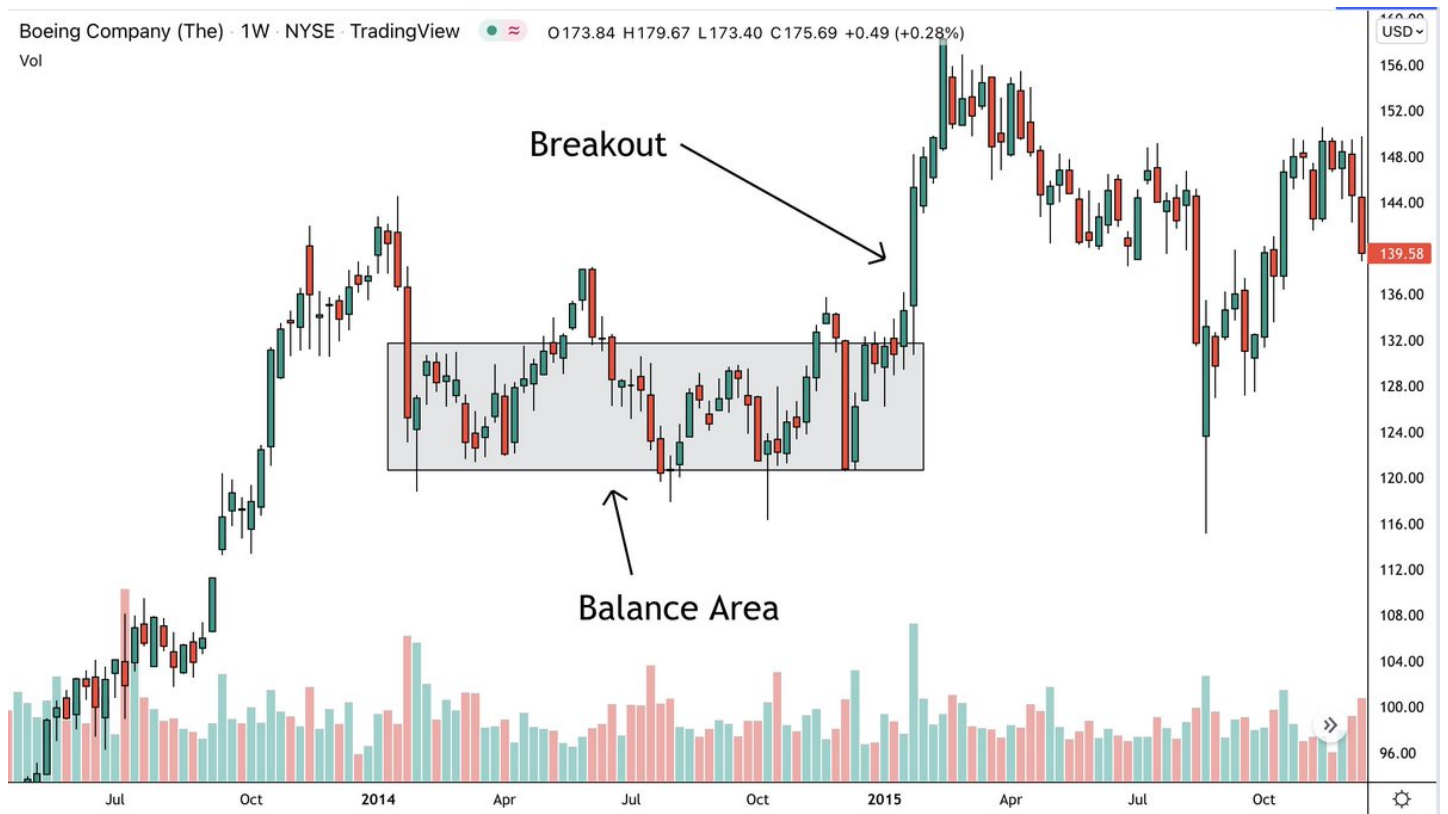 Boeing Company (The) · 1W · NYSE · TradingView ≈ O173.84 H179.67 L173.40 C175.69 +0.49 (+0.28%)
Vol
USD
156.00
152.00
148.00
144.00
139.58
136.00
132.00
128.00
124.00
120.00
116.00
112.00
108.00
104.00
100.00
96.00
Breakout
Balance Area
Jul Oct 2014 Apr Jul Oct 2015 Apr Jul Oct